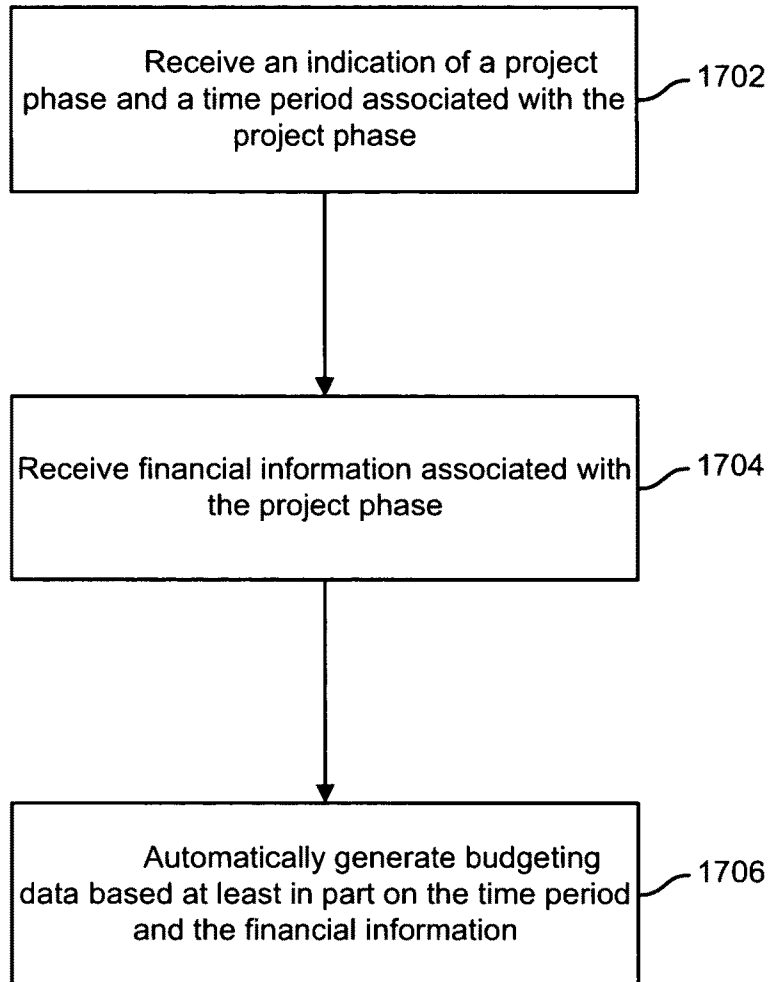 Receive an indication of a project
phase and a time period associated with the
project phase
1702
Receive financial information associated with
the project phase
1704
Automatically generate budgeting
data based at least in part on the time period
and the financial information
1706